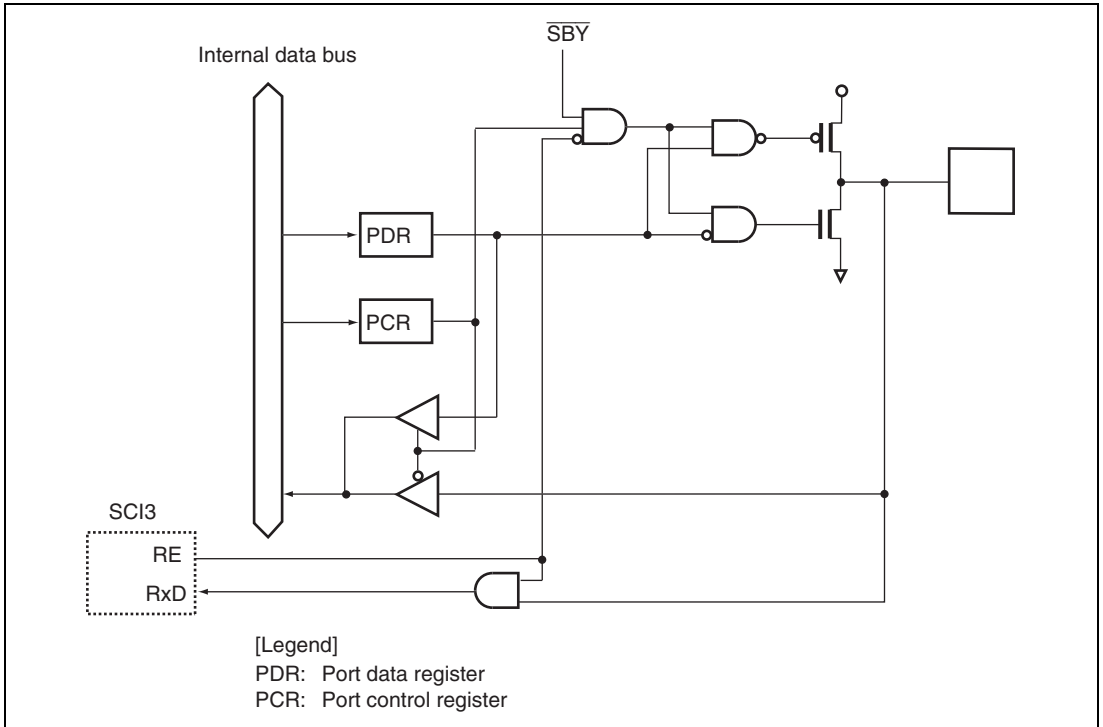 SBY
Internal data bus
PDR
PCR
SCI3
RE
RxD
[Legend]
PDR: Port data register
PCR: Port control register